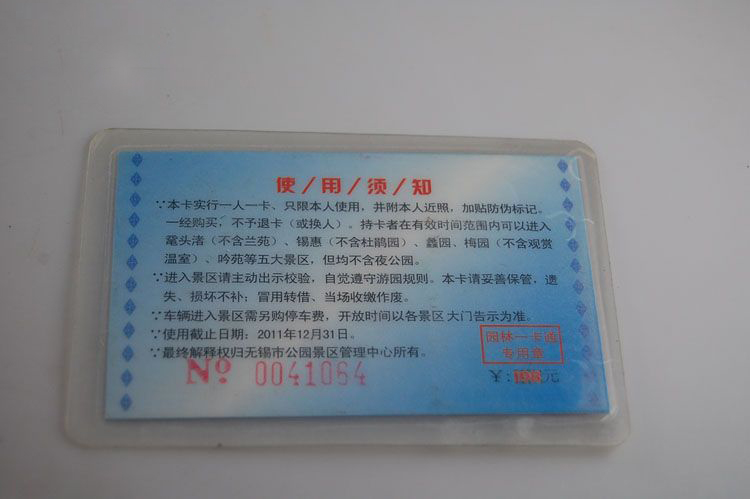 使/用/须/知
∵本卡实行一人一卡、只限本人使用，并附本人近照，加贴防伪标记。
一经购买，不予退卡（或换人）。持卡者在有效时间范围内可以进入
鼋头渚（不含兰苑）、锡惠（不含杜鹃园）、蠡园、梅园（不含观赏
温室）、吟苑等五大景区，但均不含夜公园。
∵进入景区请主动出示校验，自觉遵守游园规则。本卡请妥善保管，遗
失、损坏不补；冒用转借、当场收缴作废。
∵车辆进入景区需另购停车费，开放时间以各景区大门告示为准。
∵使用截止日期：2011年12月31日。
∵最终解释权归无锡市公园景区管理中心所有。
园林一卡通
专用章
№ 0041064
¥：元